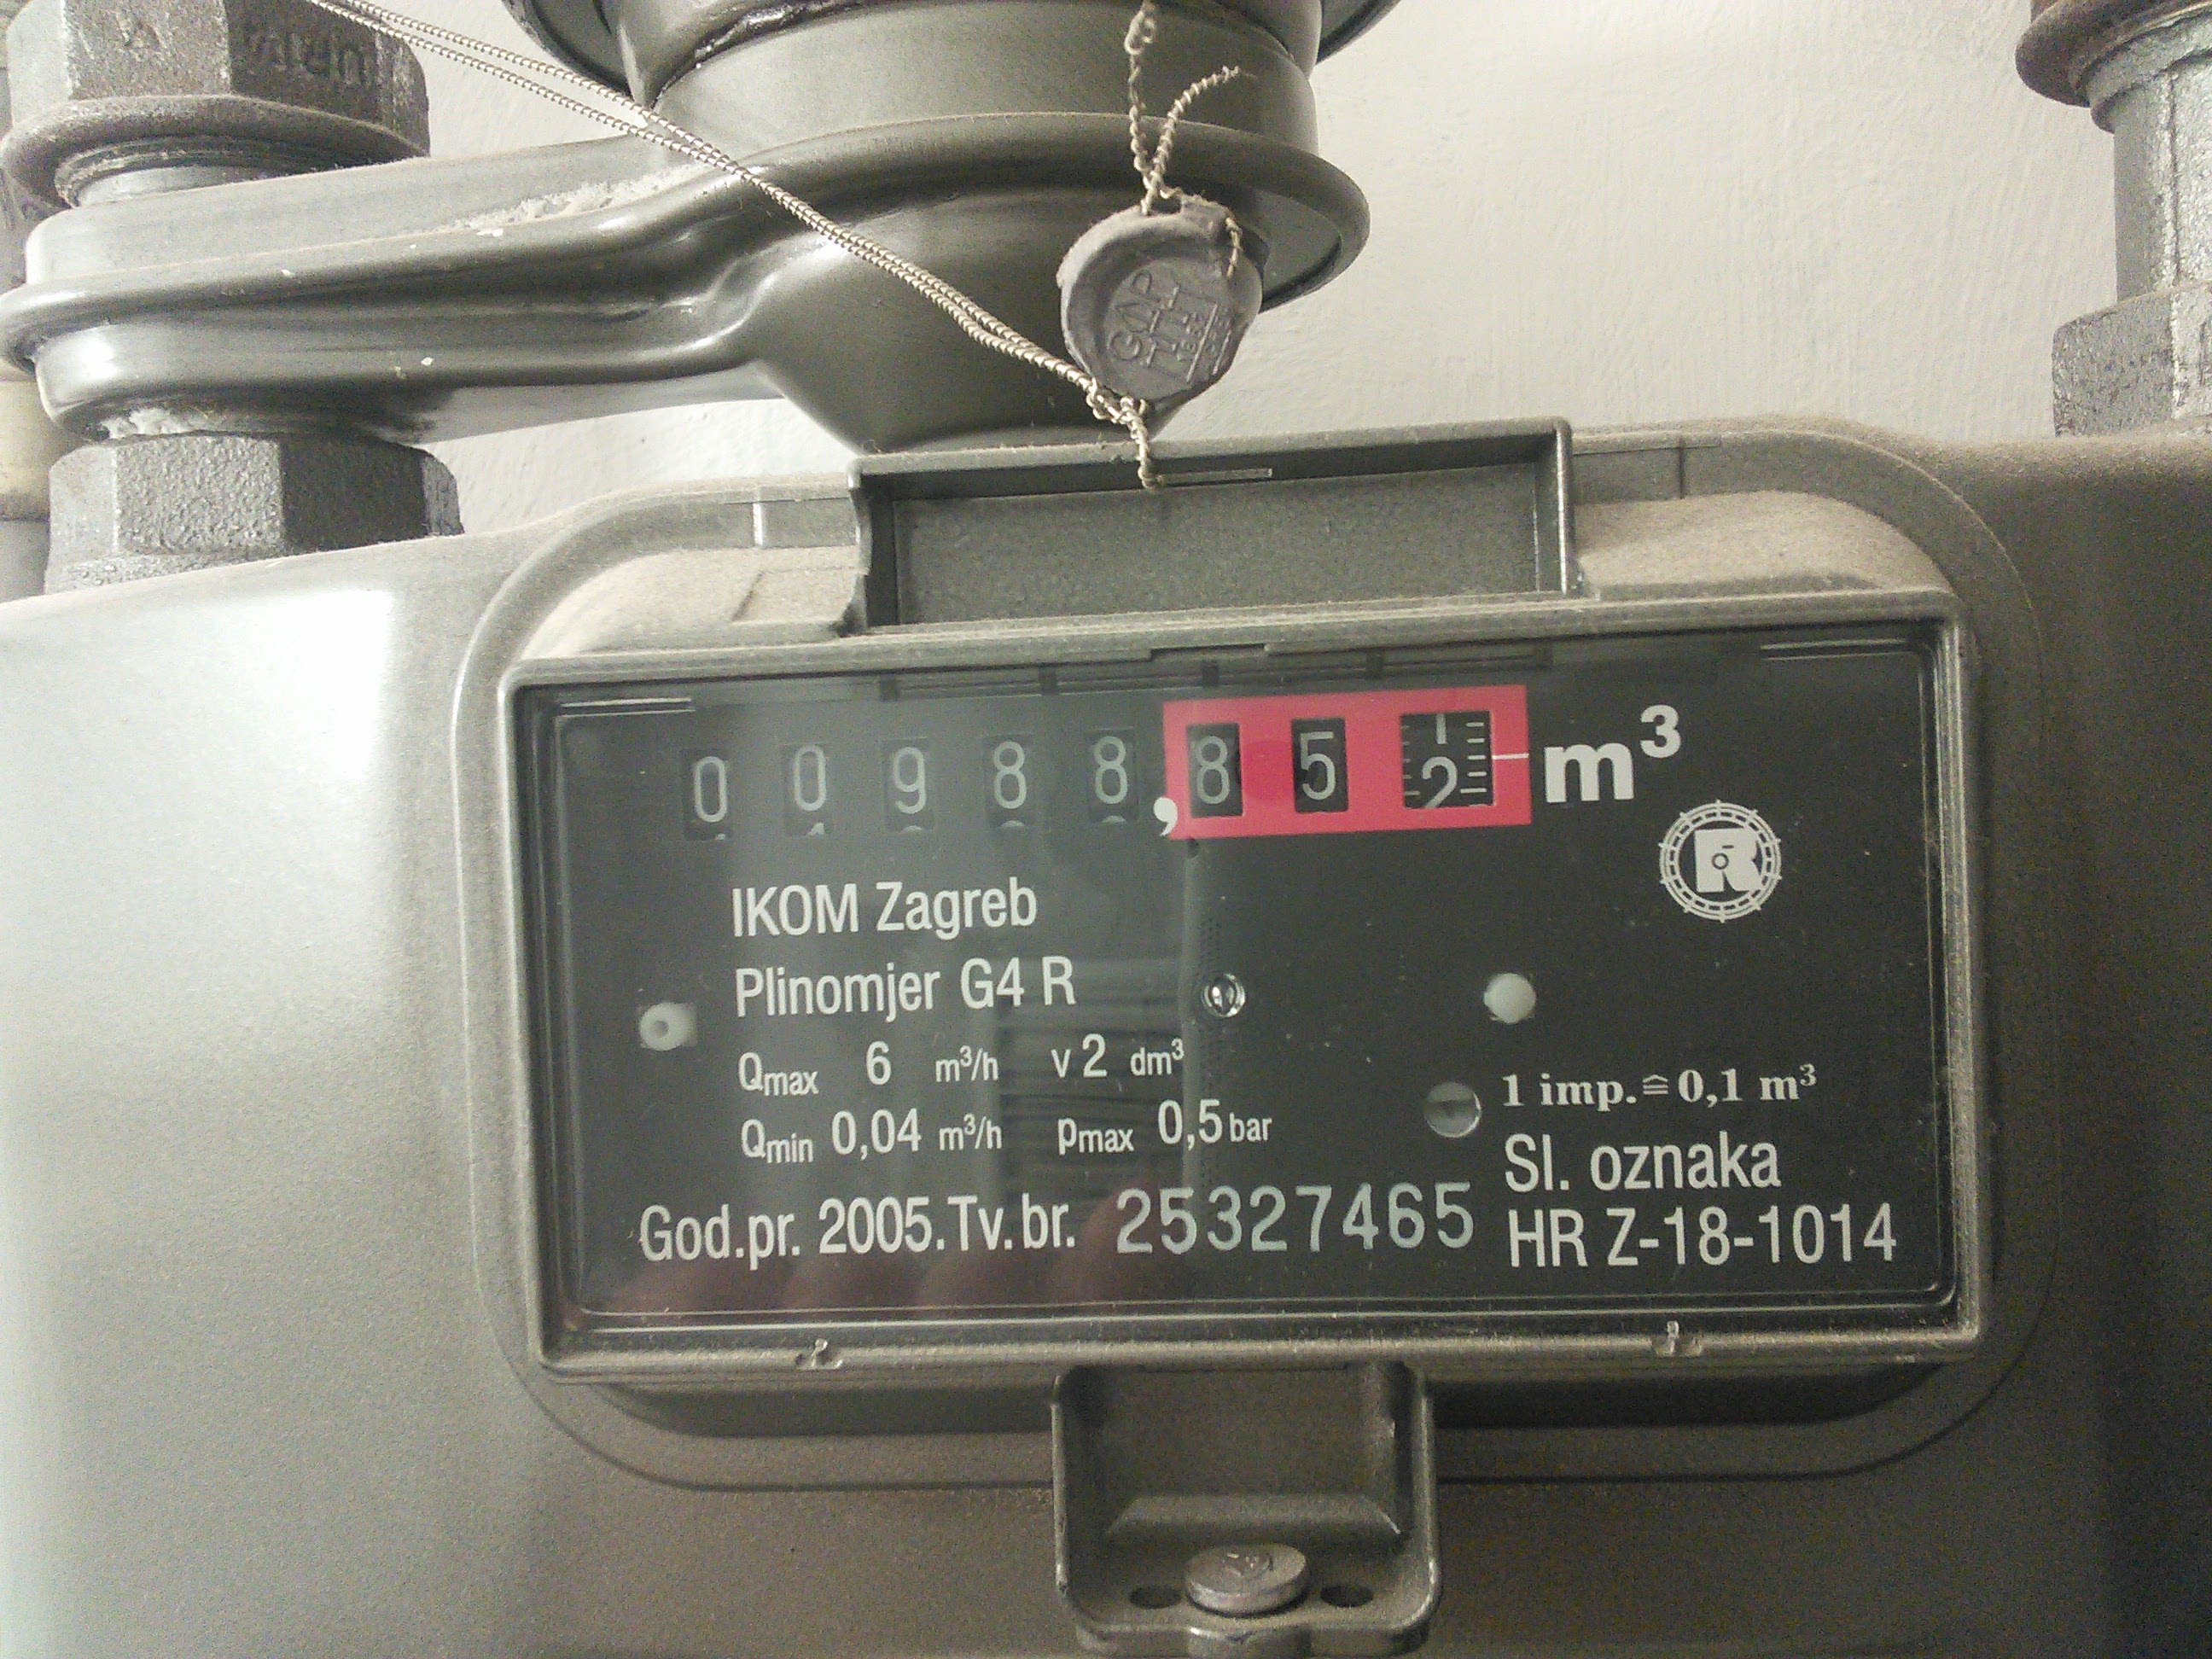 00988,8512 m³
R
IKOM Zagreb
Plinomjer G4 R
Qmax 6 m³/h V 2 dm³
Qmin 0,04 m³/h pmax 0,5 bar
1 imp.≙0,1 m³
Sl. oznaka
God.pr. 2005.Tv.br. 25327465 HR Z-18-1014